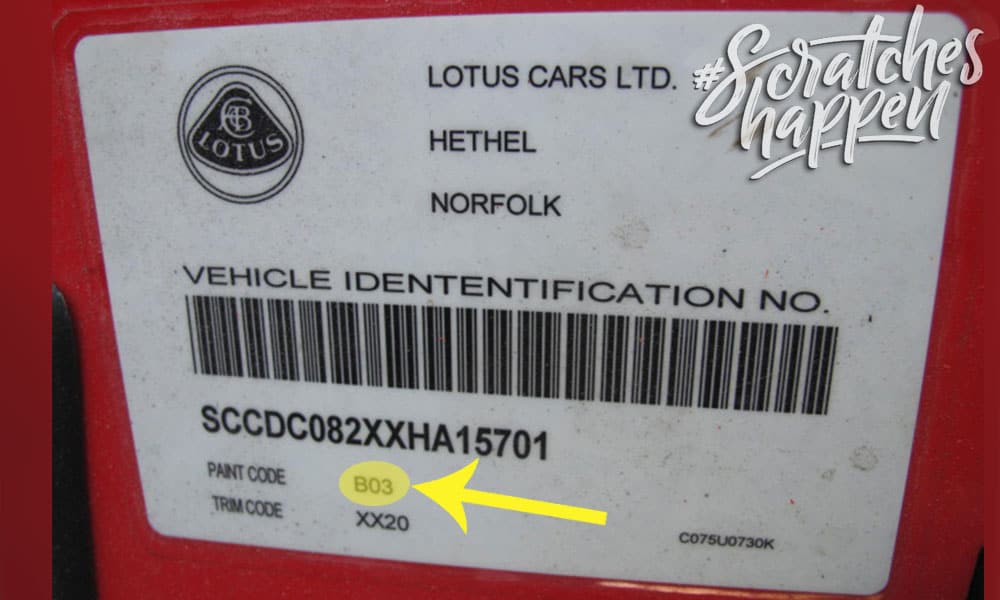 #Scratches
happen
LOTUS CARS LTD.
LOTUS
HETHEL
NORFOLK
VEHICLE IDENTENTIFICATION NO.
SCCDC082XXHA15701
PAINT CODE B03
TRIM CODE XX20
C075U0730K